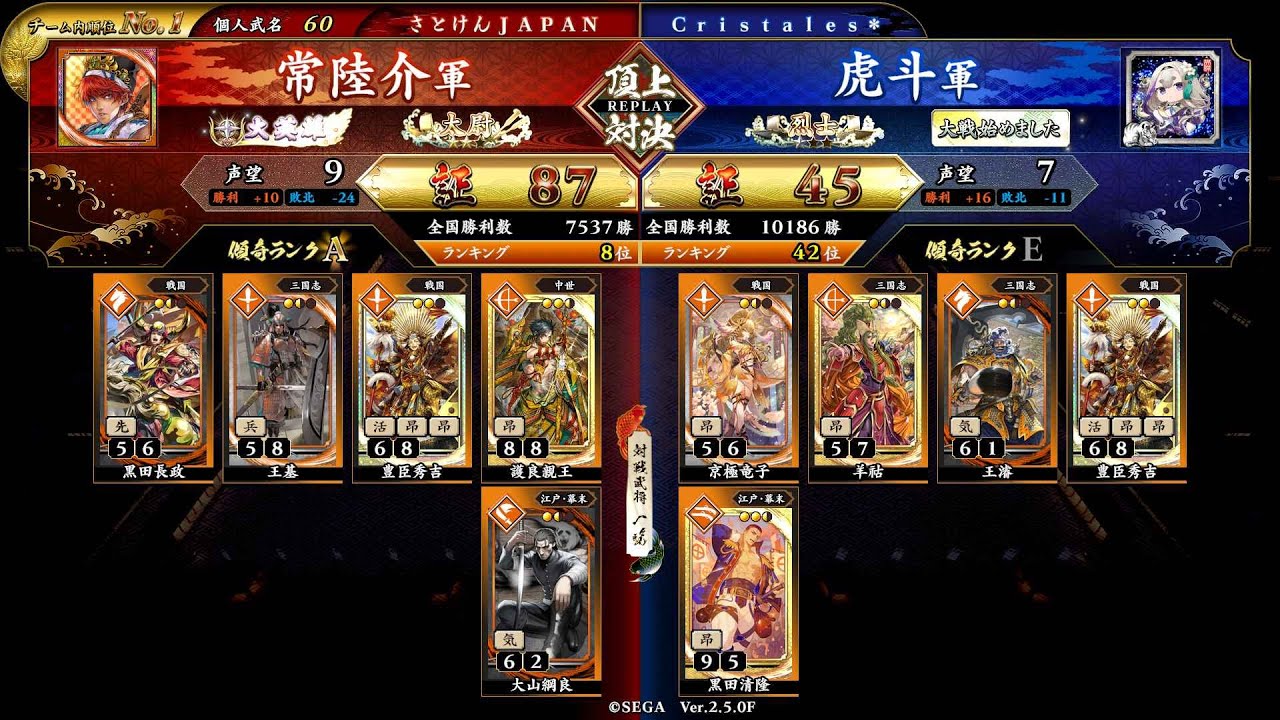 チーム内順位 No.1 個人武名 60 さとけんJAPAN
Cristales*
常陸介軍
頂上
REPLAY
対決
虎斗軍
大英雄
太尉
烈士
大戦始めました
声望 9
勝利 +10 敗北 -24
証 87
証 45
声望 7
勝利 +16 敗北 -11
全国勝利数 7537勝
全国勝利数 10186勝
傾奇ランクA
ランキング 8位
ランキング 42位
傾奇ランクE
戦国
先
5 6
黒田長政
三国志
兵
5 8
王基
戦国
活 昂 昂
6 8
豊臣秀吉
中世
昂
8 8
護良親王
戦国
昂
5 6
京極竜子
三国志
昂
5 7
羊祜
三国志
気
6 1
王濬
戦国
活 昂 昂
6 8
豊臣秀吉
対戦武将一覧
江戸・幕末
気
6 2
大山綱良
江戸・幕末
昂
9 5
黒田清隆
©SEGA Ver.2.5.0F